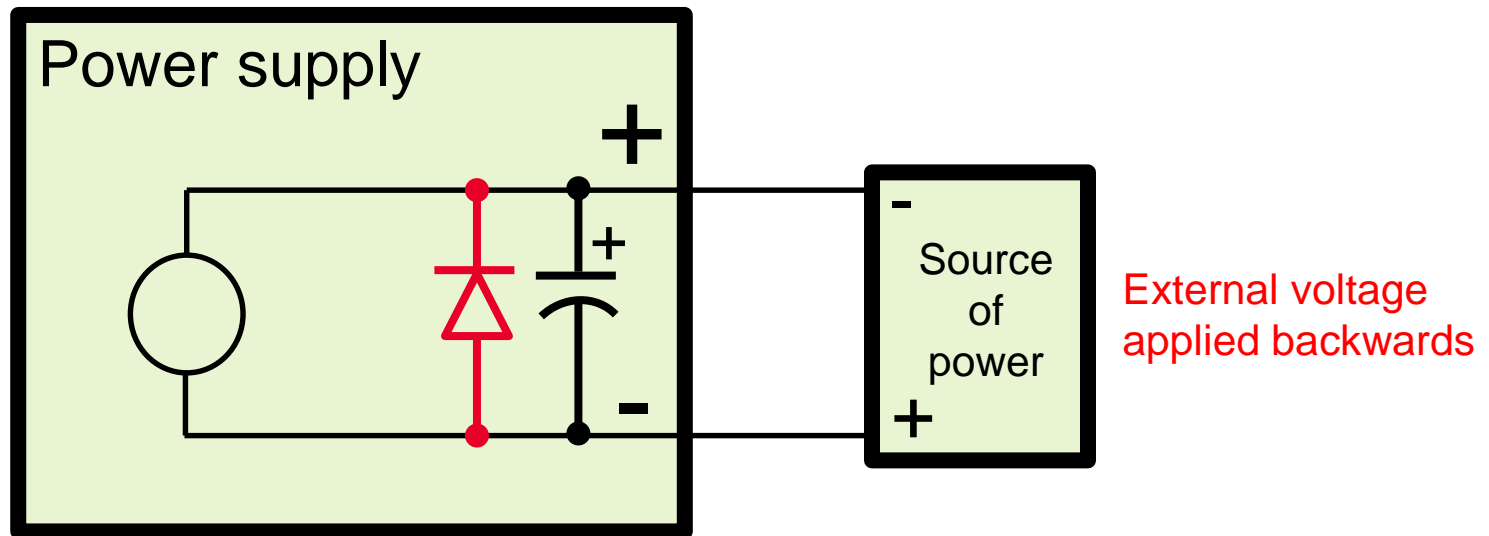 Power supply
+
+
-
-
Source
of
power
+
External voltage
applied backwards